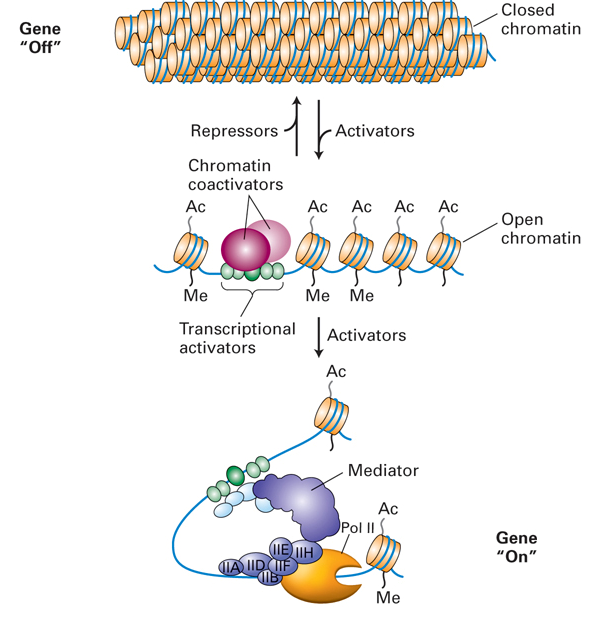 Gene
“Off”
Closed
chromatin
Repressors
Activators
Chromatin
coactivators
Ac
Ac
Ac
Ac
Ac
Open
chromatin
Me
Me
Me
Transcriptional
activators
Activators
Ac
Mediator
Ac
Pol II
IIE
IIH
IIA
IID
IIF
IIB
Gene
“On”
Me